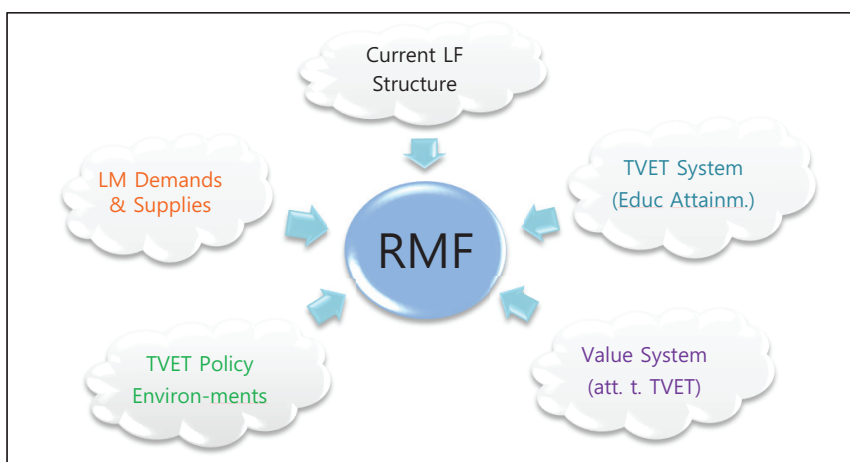 Current LF
Structure
LM Demands
& Supplies
TVET System
(Educ Attainm.)
RMF
TVET Policy
Environ-ments
Value System
(att. t. TVET)